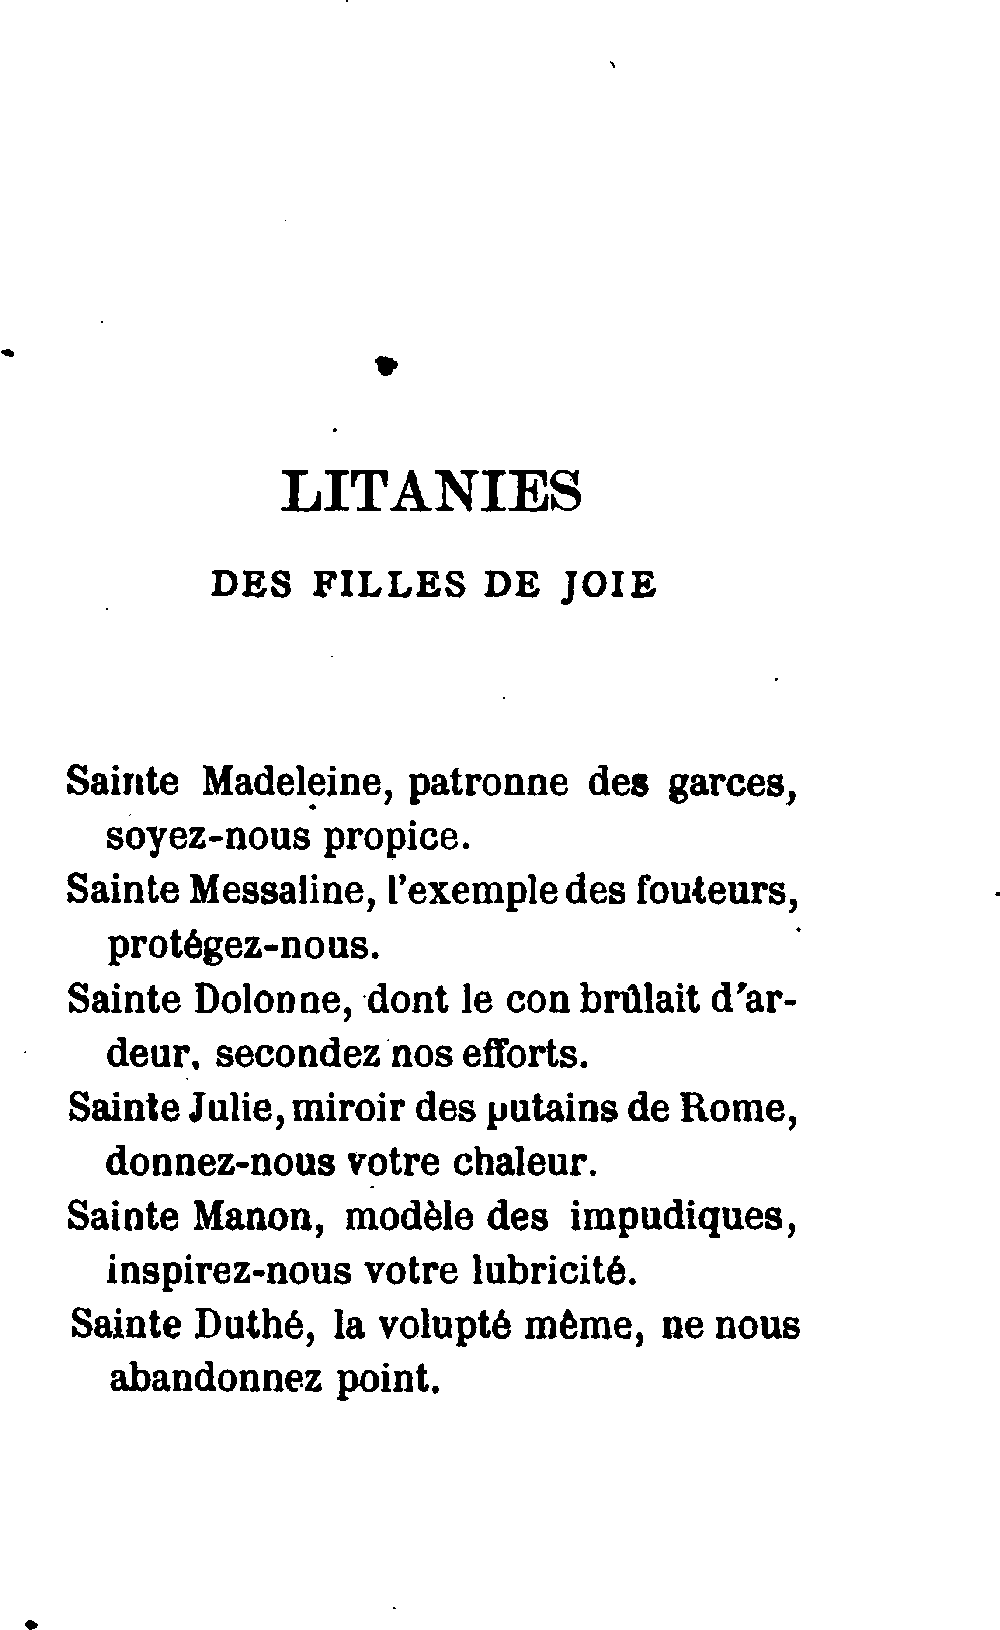 LITANIES
DES FILLES DE JOIE
Sainte Madeleine, patronne des garces,
soyez-nous propice.
Sainte Messaline, l'exemple des fouteurs,
protégez-nous.
Sainte Dolonne, dont le con brûlait d'ar-
deur, secondez nos efforts.
Sainte Julie, miroir des putains de Rome,
donnez-nous votre chaleur.
Sainte Manon, modèle des impudiques,
inspirez-nous votre lubricité.
Sainte Duthé, la volupté même, ne nous
abandonnez point.